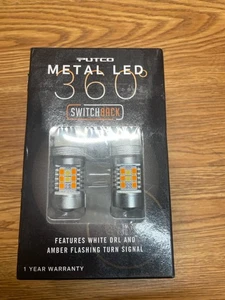 PUTCO
METAL LED
360°
SWITCHBACK
FEATURES WHITE DRL AND
AMBER FLASHING TURN SIGNAL
1 YEAR WARRANTY